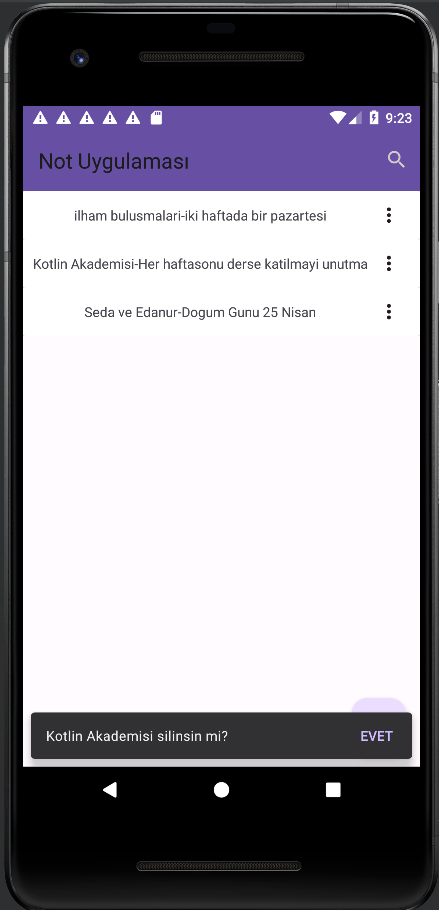 9:23
Not Uygulaması
ilham bulusmalari-iki haftada bir pazartesi
Kotlin Akademisi-Her haftasonu derse katilmayi unutma
Seda ve Edanur-Dogum Gunu 25 Nisan
Kotlin Akademisi silinsin mi? EVET